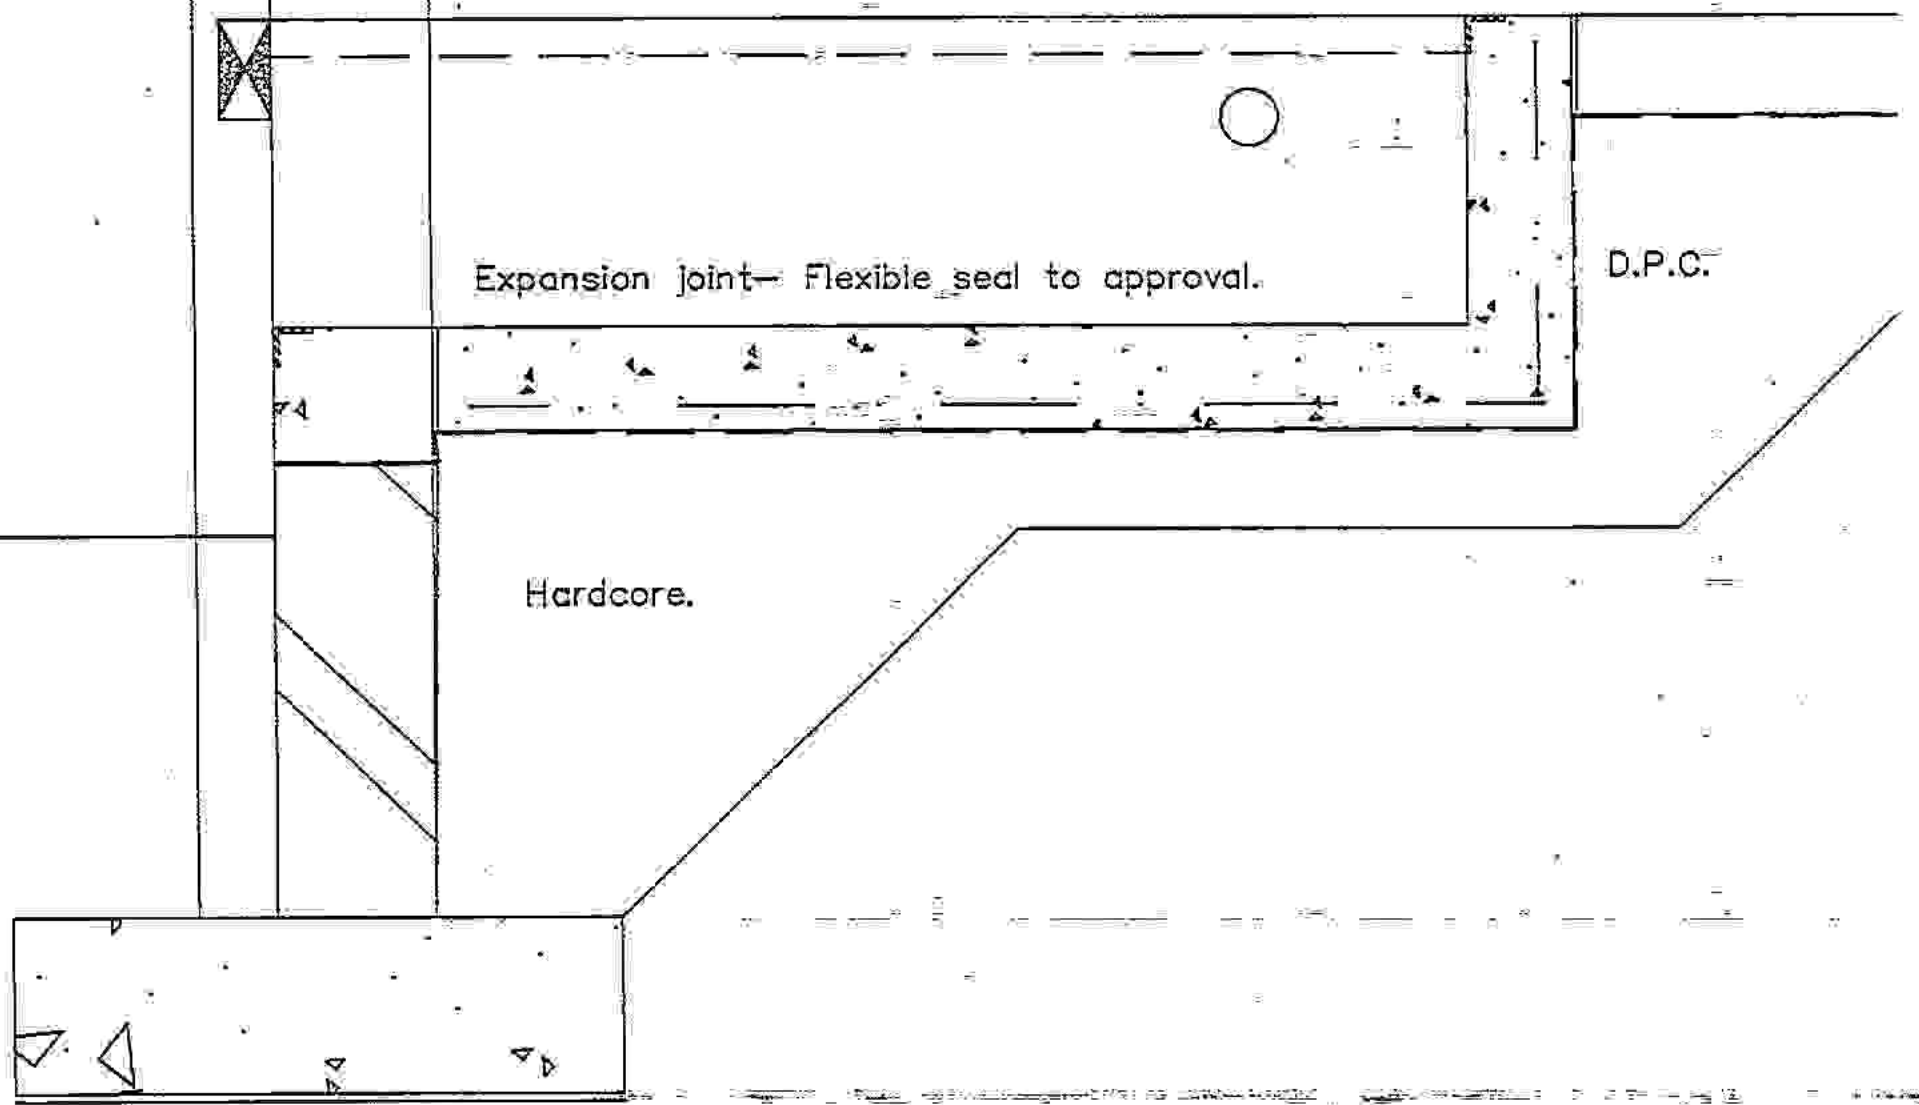 Expansion joint— Flexible seal to approval.
D.P.C.
Hardcore.